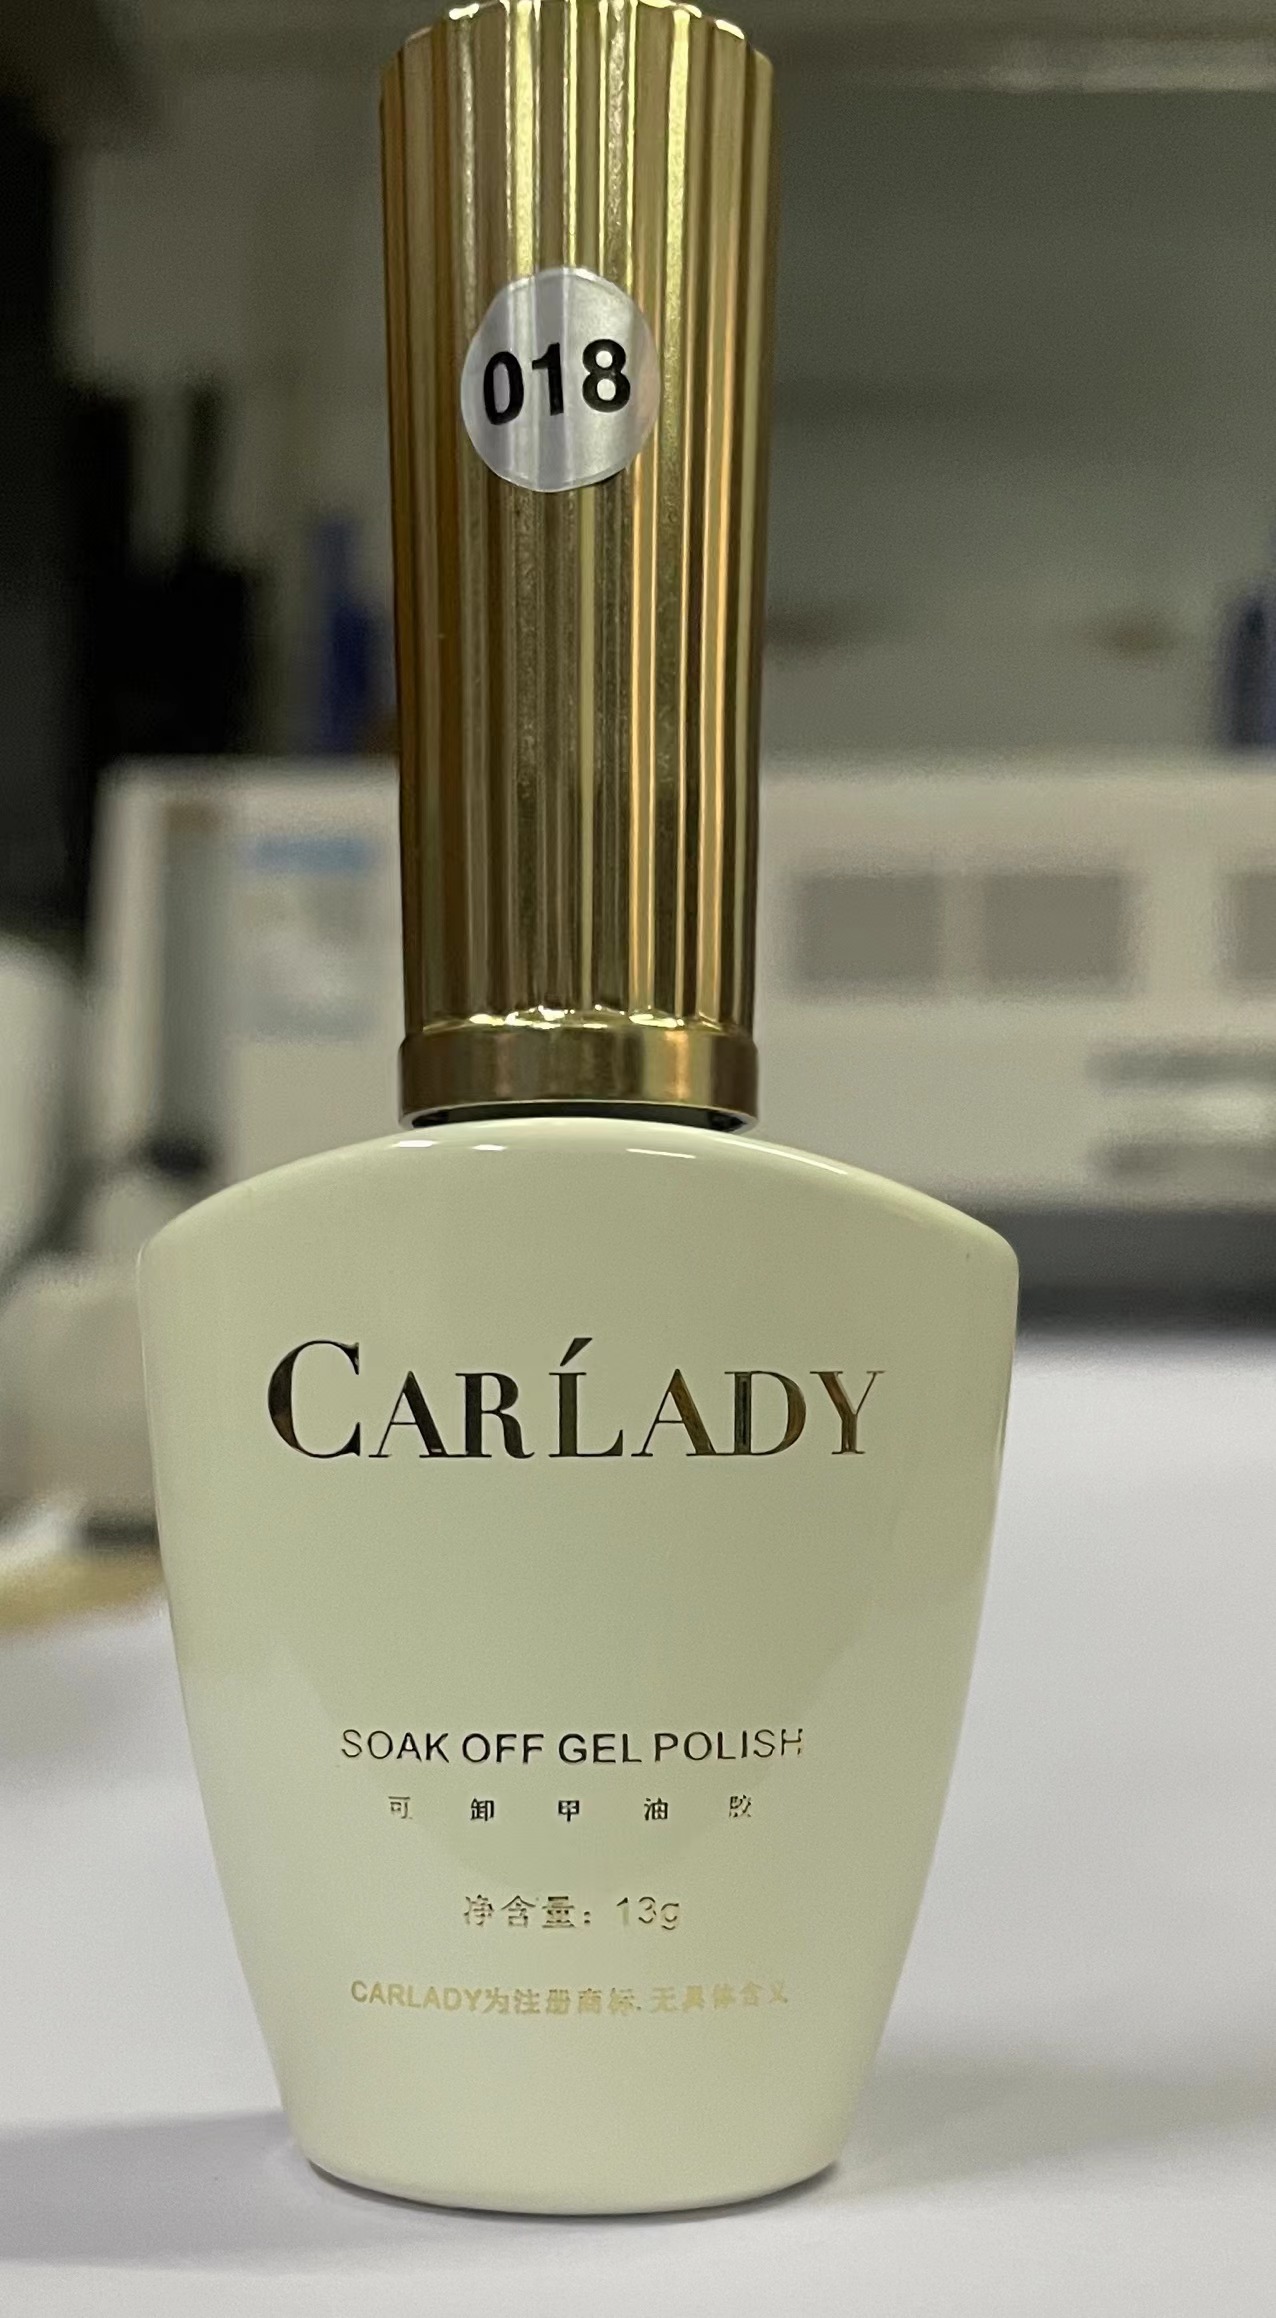 018
CARĹADY
SOAK OFF GEL POLISH
可卸甲油胶
净含量：13g
CARLADY为注册商标.无具体含义